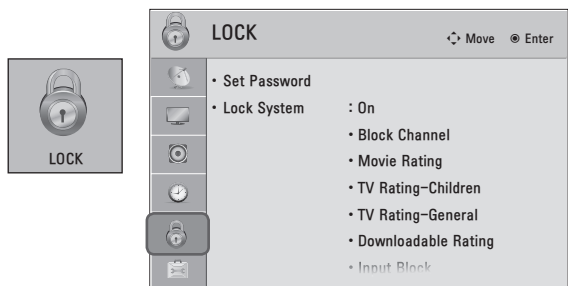 LOCK
LOCK
Move
Enter
• Set Password
• Lock System : On
• Block Channel
• Movie Rating
• TV Rating-Children
• TV Rating-General
• Downloadable Rating
• Input Block